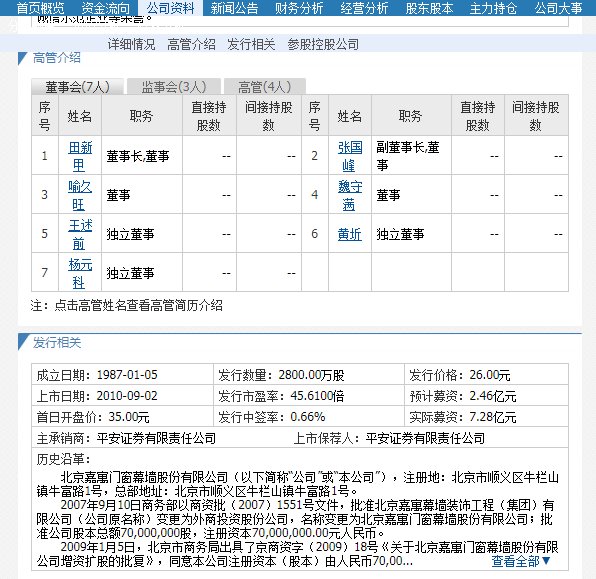 首页概览 资金流向 公司资料 新闻公告 财务分析 经营分析 股东股本 主力持仓 公司大事
诚信示范企业等荣誉。
详细情况 高管介绍 发行相关 参股控股公司
高管介绍
董事会(7人) 监事会(3人) 高管(4人)
序号 姓名 职务 直接持股数 间接持股数 序号 姓名 职务 直接持股数 间接持股数
1 田新甲 董事长,董事 -- -- 2 张国峰 副董事长,董事 -- --
3 喻久旺 董事 -- -- 4 魏守满 董事 -- --
5 王述前 独立董事 -- -- 6 黄圻 独立董事 -- --
7 杨元科 独立董事 -- --
注：点击高管姓名查看高管简历介绍
发行相关
成立日期：1987-01-05 发行数量：2800.00万股 发行价格：26.00元
上市日期：2010-09-02 发行市盈率：45.6100倍 预计募资：2.46亿元
首日开盘价：35.00元 发行中签率：0.66% 实际募资：7.28亿元
主承销商：平安证券有限责任公司 上市保荐人：平安证券有限责任公司
历史沿革：
北京嘉寓门窗幕墙股份有限公司（以下简称“公司”或“本公司”），注册地：北京市顺义区牛栏山
镇牛富路1号，总部地址：北京市顺义区牛栏山镇牛富路1号。
2007年9月10日商务部以商资批（2007）1551号文件，批准北京嘉寓幕墙装饰工程（集团）有
限公司（公司原名称）变更为外商投资股份公司，名称变更为北京嘉寓门窗幕墙股份有限公司；批
准公司股本总额70,000,000股，注册资本70,000,000.00元人民币。
2009年1月5日，北京市商务局出具了京商资字（2009）18号《关于北京嘉寓门窗幕墙股份有限
公司增资扩股的批复》，同意本公司注册资本（股本）由人民币70,00... 查看全部▼